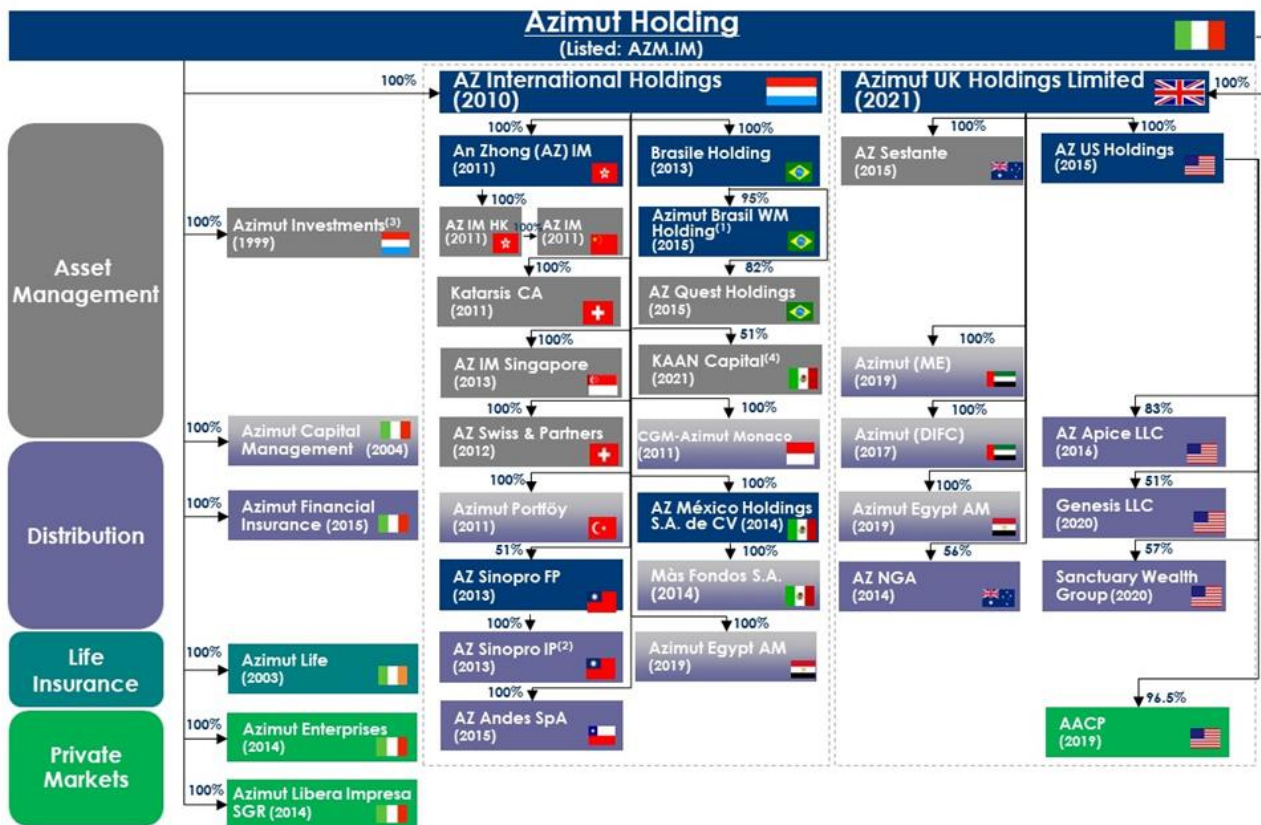 Azimut Holding
(Listed: AZM.IM)
100%
AZ International Holdings
(2010)
Azimut UK Holdings Limited
(2021)
100%
Asset
Management
Distribution
Life
Insurance
Private
Markets
100%
Azimut Investments(3)
(1999)
100%
Azimut Capital
Management (2004)
100%
Azimut Financial
Insurance (2015)
100%
Azimut Life
(2003)
100%
Azimut Enterprises
(2014)
100%
Azimut Libera Impresa
SGR (2014)
100%
An Zhong (AZ) IM
(2011)
100%
AZ IM HK
(2011)
100%
AZ IM
(2011)
100%
Katarsis CA
(2011)
100%
AZ IM Singapore
(2013)
100%
AZ Swiss & Partners
(2012)
100%
Azimut Portföy
(2011)
51%
AZ Sinopro FP
(2013)
100%
AZ Sinopro IP(2)
(2013)
100%
AZ Andes SpA
(2015)
100%
Brasile Holding
(2013)
95%
Azimut Brasil WM
Holding(1)
(2015)
82%
AZ Quest Holdings
(2015)
51%
KAAN Capital(4)
(2021)
100%
CGM-Azimut Monaco
(2011)
100%
AZ México Holdings
S.A. de CV (2014)
100%
Màs Fondos S.A.
(2014)
100%
Azimut Egypt AM
(2019)
100%
AZ Sestante
(2015)
100%
Azimut (ME)
(2019)
100%
Azimut (DIFC)
(2017)
100%
Azimut Egypt AM
(2019)
56%
AZ NGA
(2014)
100%
AZ US Holdings
(2015)
83%
AZ Apice LLC
(2016)
51%
Genesis LLC
(2020)
57%
Sanctuary Wealth
Group (2020)
96.5%
AACP
(2019)